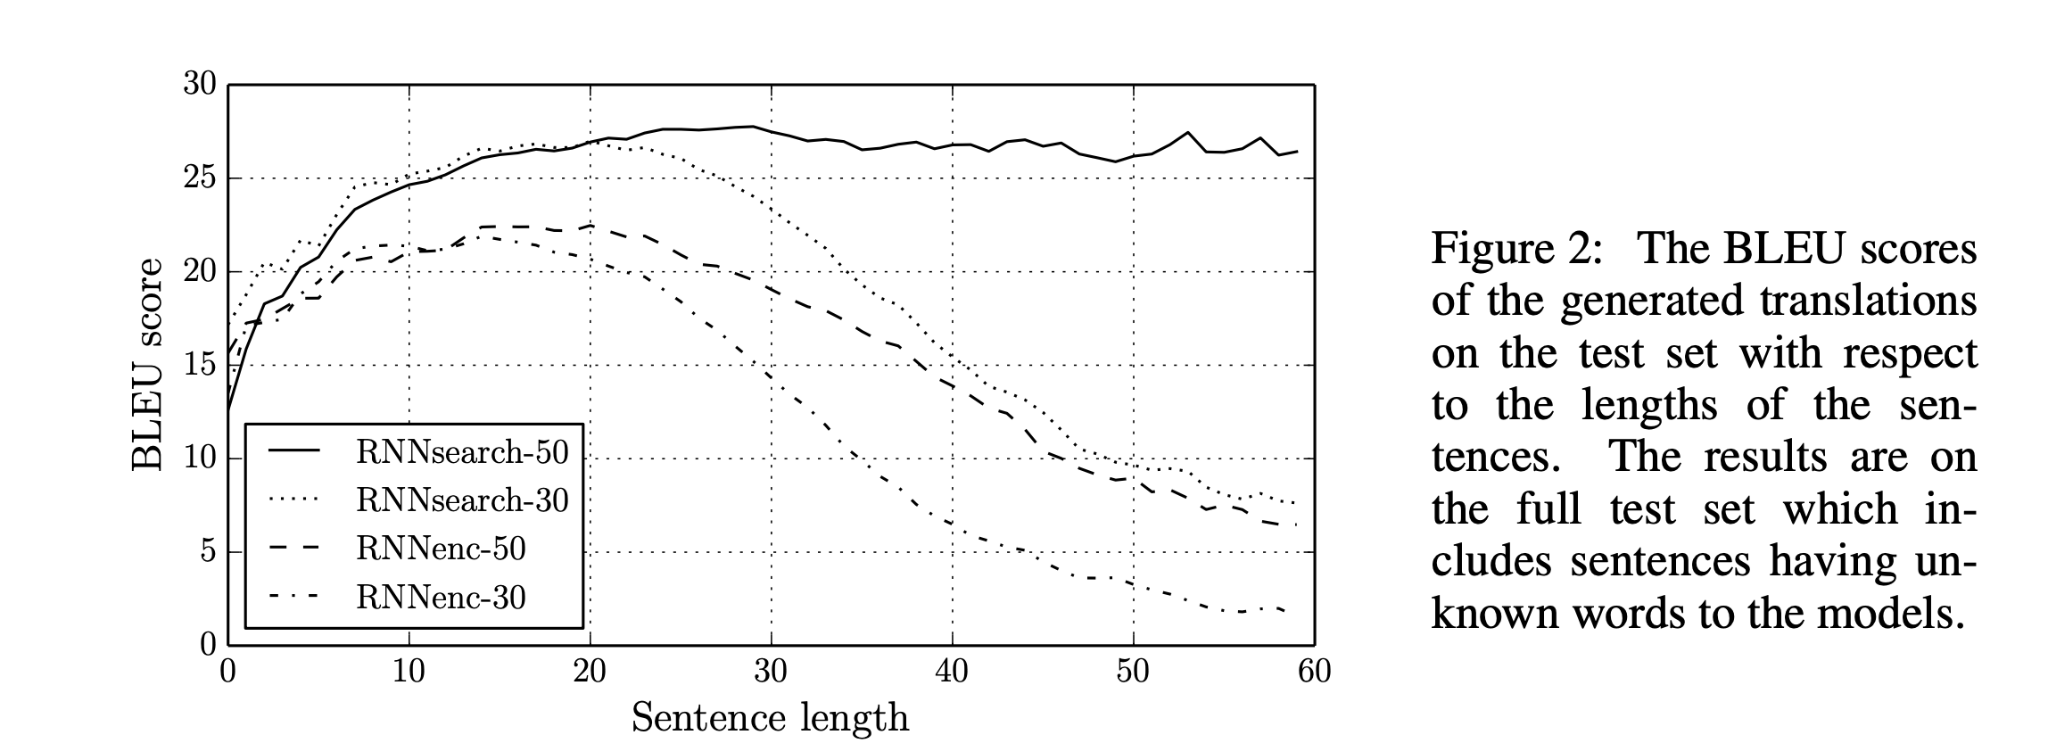 30
25
20
15
10
5
0
BLEU score
RNNsearch-50
RNNsearch-30
RNNenc-50
RNNenc-30
0 10 20 30 40 50 60
Sentence length
Figure 2: The BLEU scores
of the generated translations
on the test set with respect
to the lengths of the sen-
tences. The results are on
the full test set which in-
cludes sentences having un-
known words to the models.